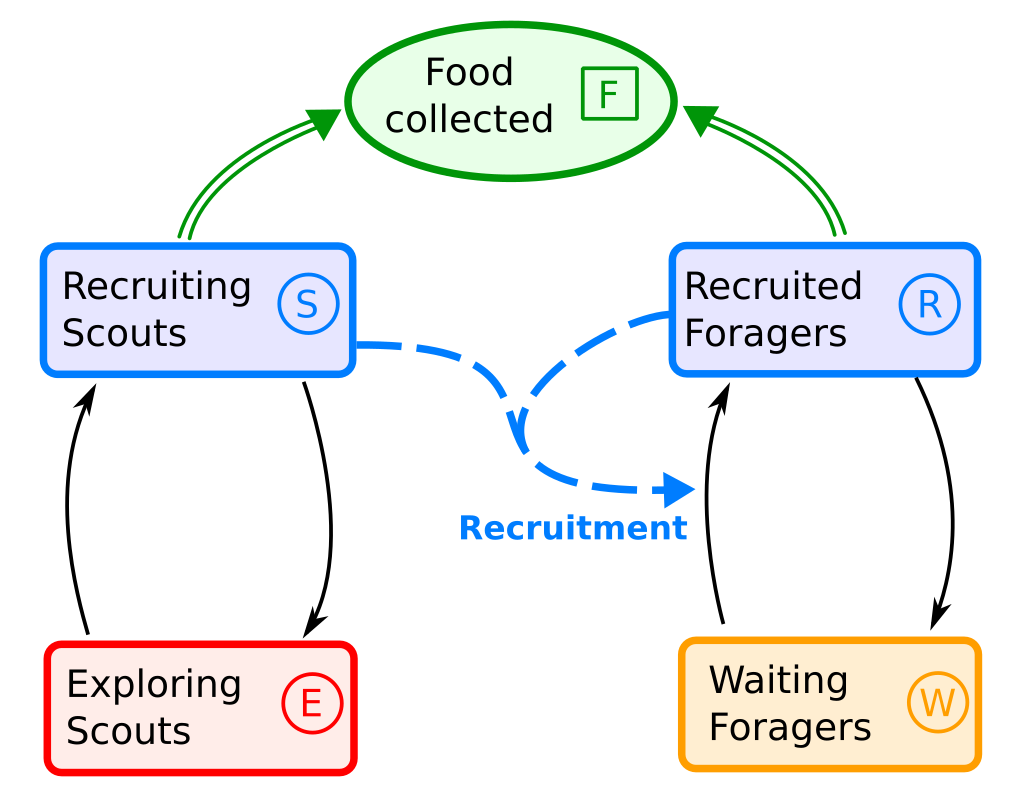 Food
collected
F
Recruiting
Scouts
S
Recruited
Foragers
R
Recruitment
Exploring
Scouts
E
Waiting
Foragers
W